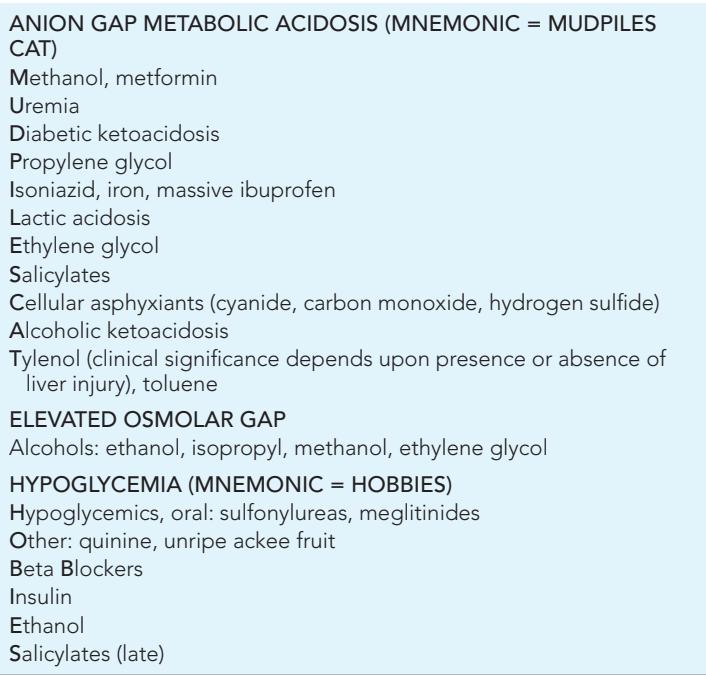 ANION GAP METABOLIC ACIDOSIS (MNEMONIC = MUDPILES
CAT)
Methanol, metformin
Uremia
Diabetic ketoacidosis
Propylene glycol
Isoniazid, iron, massive ibuprofen
Lactic acidosis
Ethylene glycol
Salicylates
Cellular asphyxiants (cyanide, carbon monoxide, hydrogen sulfide)
Alcoholic ketoacidosis
Tylenol (clinical significance depends upon presence or absence of
liver injury), toluene
ELEVATED OSMOLAR GAP
Alcohols: ethanol, isopropyl, methanol, ethylene glycol
HYPOGLYCEMIA (MNEMONIC = HOBBIES)
Hypoglycemics, oral: sulfonylureas, meglitinides
Other: quinine, unripe ackee fruit
Beta Blockers
Insulin
Ethanol
Salicylates (late)